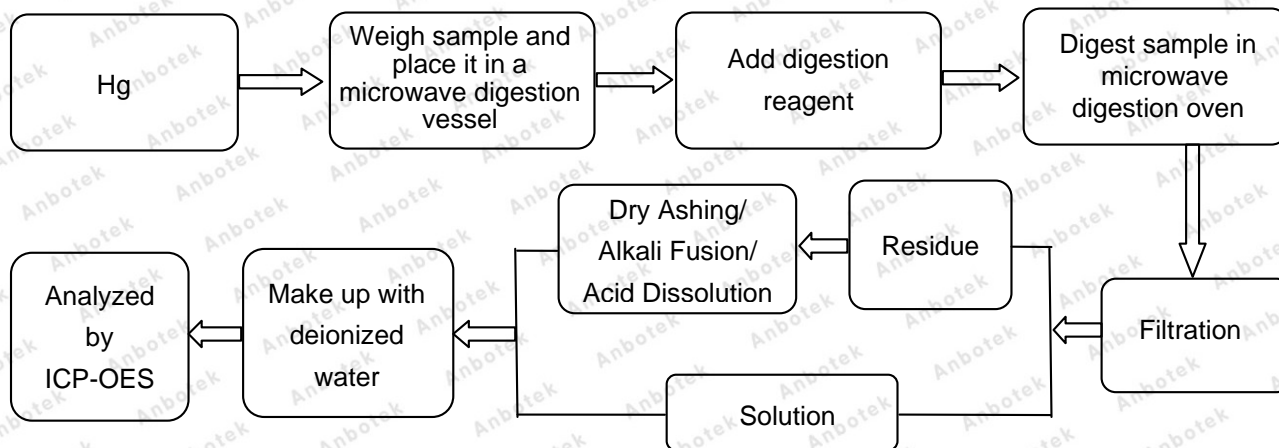 Hg
Weigh sample and
place it in a
microwave digestion
vessel
Add digestion
reagent
Digest sample in
microwave
digestion oven
Filtration
Residue
Dry Ashing/
Alkali Fusion/
Acid Dissolution
Solution
Make up with
deionized
water
Analyzed
by
ICP-OES
Anbotek